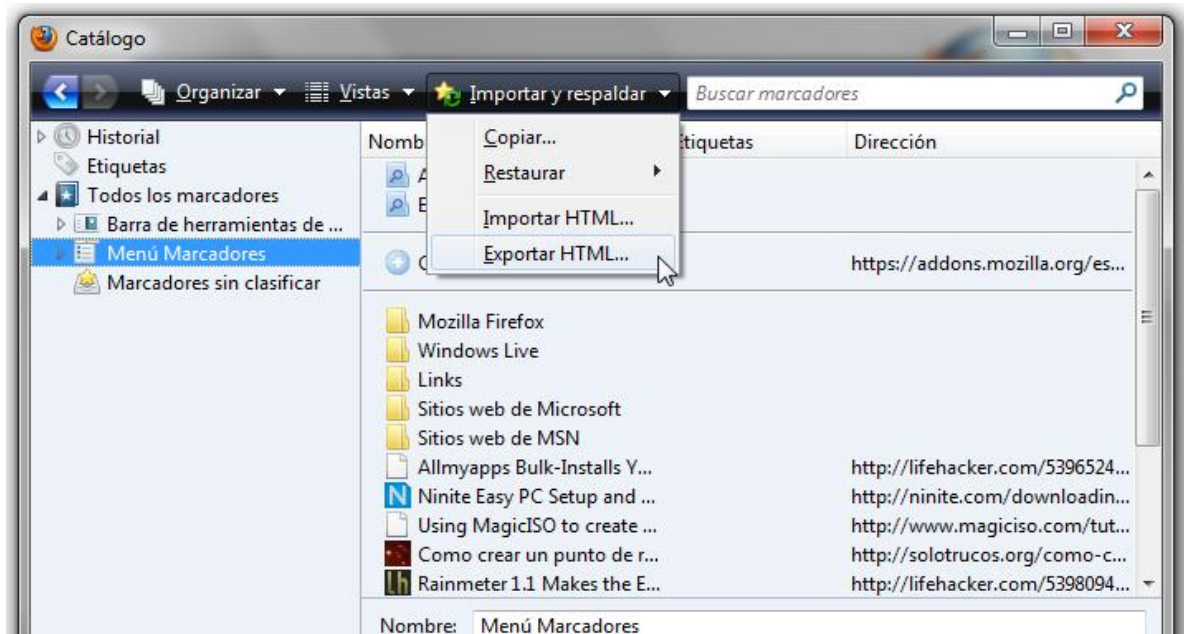 Catálogo
Organizar Vistas Importar y respaldar Buscar marcadores
Historial
Etiquetas
Todos los marcadores
Barra de herramientas de ...
Menú Marcadores
Marcadores sin clasificar
Copiar...
Restaurar
Importar HTML...
Exportar HTML...
Dirección
https://addons.mozilla.org/es...
Mozilla Firefox
Windows Live
Links
Sitios web de Microsoft
Sitios web de MSN
Allmyapps Bulk-Installs Y... http://lifehacker.com/5396524...
Ninite Easy PC Setup and ... http://ninite.com/downloadin...
Using MagicISO to create ... http://www.magiciso.com/tut...
Como crear un punto de r... http://solotrucos.org/como-c...
Rainmeter 1.1 Makes the E... http://lifehacker.com/5398094...
Nombre: Menú Marcadores